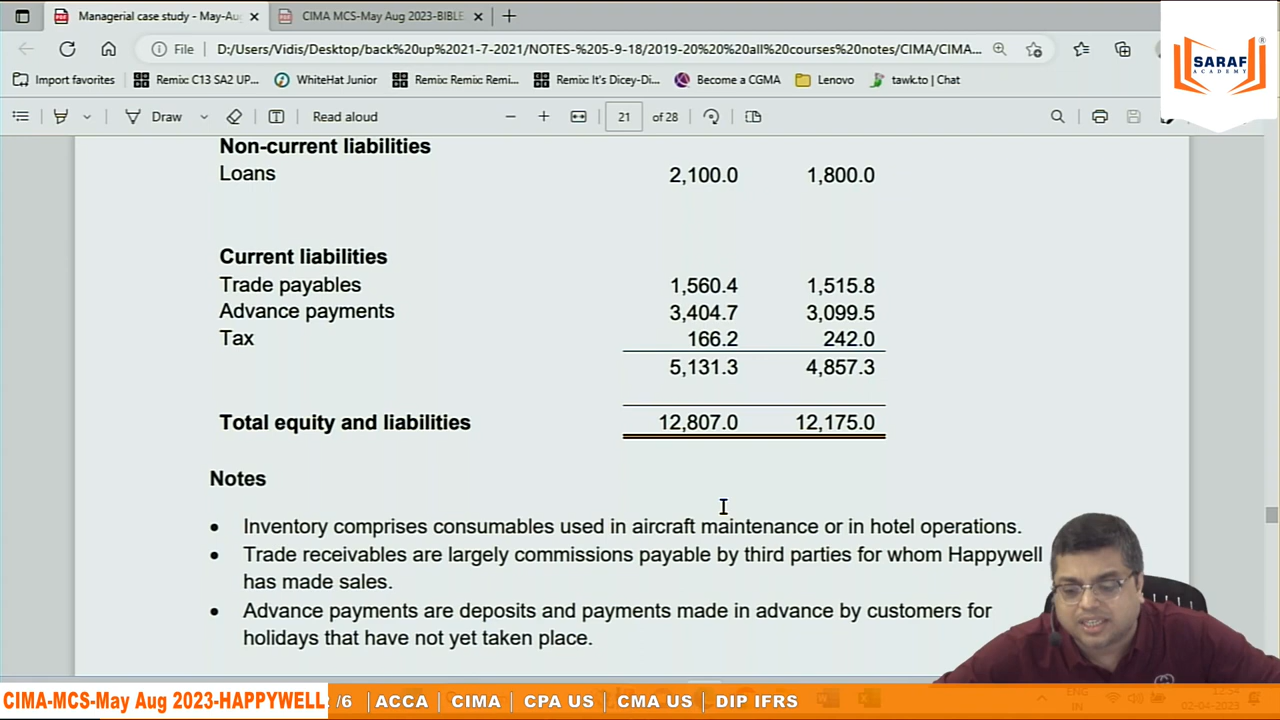 Managerial case study - May-Au
CIMA MCS-May Aug 2023-BIBLE
File
D:/Users/Vidis/Desktop/back%20up%2021-7-2021/NOTES-%205-9-18/2019-20%20%20all%20courses%20notes/CIMA/CIMA...
SARAF
ACADEMY
Import favorites
Remix: C13 SA2 UP...
WhiteHat Junior
Remix: Remix: Remi...
Remix: It's Dicey-Di...
Become a CGMA
Lenovo
tawk.to | Chat
Draw
Read aloud
21 of 28
Non-current liabilities
Loans 2,100.0 1,800.0
Current liabilities
Trade payables 1,560.4 1,515.8
Advance payments 3,404.7 3,099.5
Tax 166.2 242.0
5,131.3 4,857.3
Total equity and liabilities 12,807.0 12,175.0
Notes
• Inventory comprises consumables used in aircraft maintenance or in hotel operations.
• Trade receivables are largely commissions payable by third parties for whom Happywell
has made sales.
• Advance payments are deposits and payments made in advance by customers for
holidays that have not yet taken place.
CIMA-MCS-May Aug 2023-HAPPYWELL
/6 | ACCA | CIMA | CPA US | CMA US | DIP IFRS
ENG
IN
12:54
02-04-2023